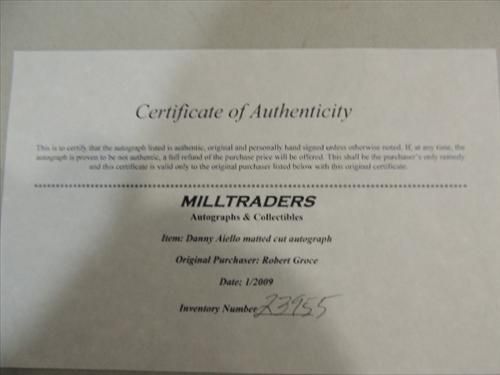 Certificate of Authenticity
This is to certify that the autograph listed is authentic, original and personally hand signed unless otherwise noted. If, at any time, the
autograph is proven to be not authentic, a full refund of the purchase price will be offered. This shall be the purchaser's only remedy
and this certificate is valid only to the original purchaser listed below with this original certificate.
MILLTRADERS
Autographs & Collectibles
Item: Danny Aiello matted cut autograph
Original Purchaser: Robert Groce
Date: 1/2009
Inventory Number 23955